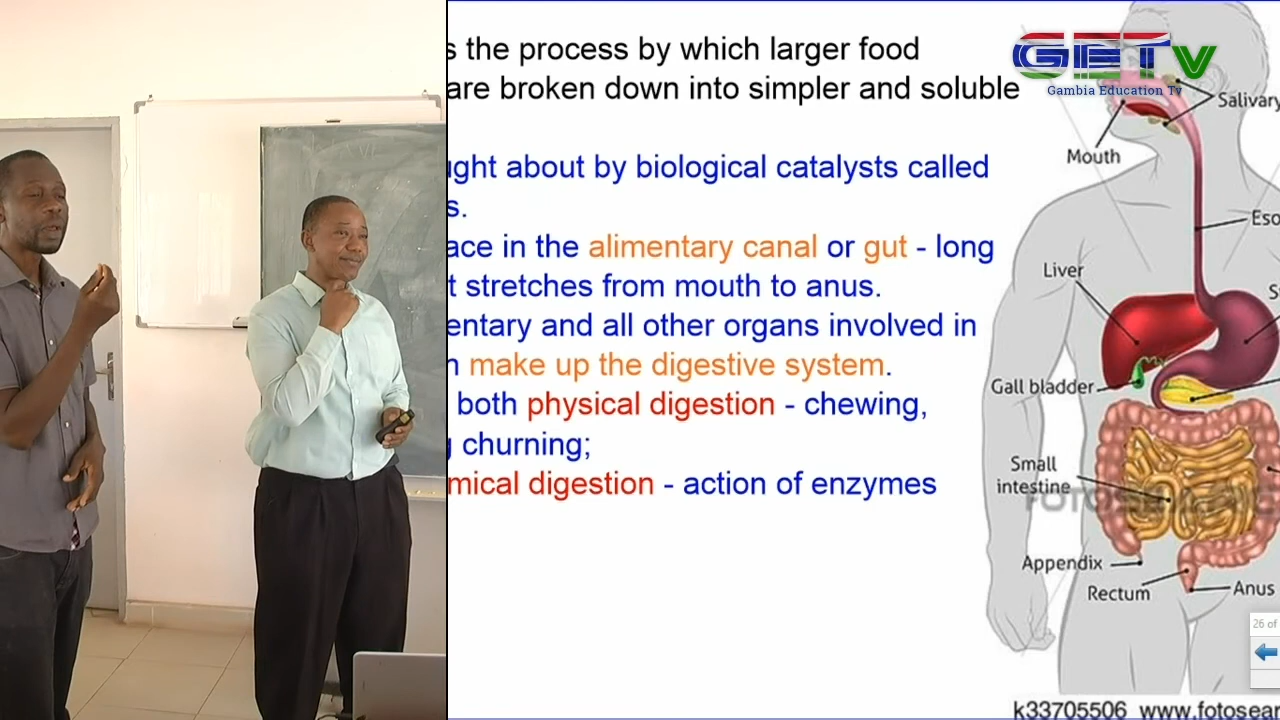 s the process by which larger food
are broken down into simpler and soluble
ught about by biological catalysts called
s.
ace in the alimentary canal or gut - long
t stretches from mouth to anus.
entary and all other organs involved in
n make up the digestive system.
both physical digestion - chewing,
g churning;
mical digestion - action of enzymes
GETv
Gambia Education Tv
Salivary
Mouth
Eso
Liver
St
Gall bladder
Small
intestine
Appendix
Rectum
Anus
26 of
k33705506 www.fotosear